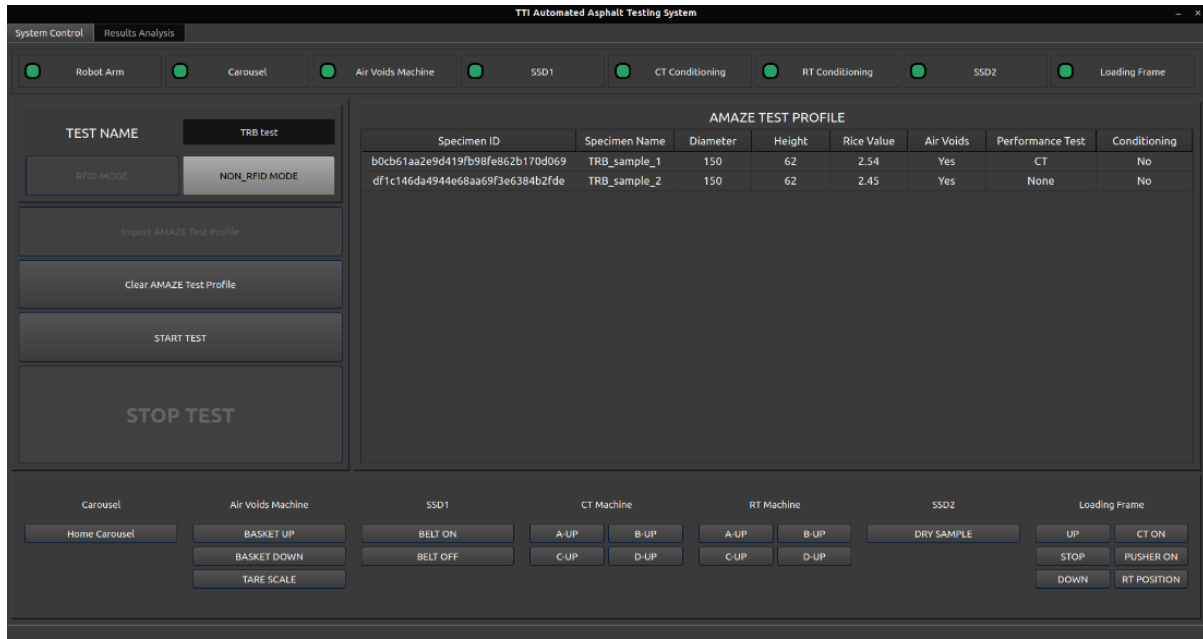 TTI Automated Asphalt Testing System
System Control Results Analysis
Robot Arm Carousel Air Voids Machine SSD1 CT Conditioning RT Conditioning SSD2 Loading Frame
TEST NAME TRB test
RFID MODE NON_RFID MODE
Import AMAZE Test Profile
Clear AMAZE Test Profile
START TEST
STOP TEST
AMAZE TEST PROFILE
Specimen ID Specimen Name Diameter Height Rice Value Air Voids Performance Test Conditioning
b0cb61aa2e9d419fb98fe862b170d069 TRB_sample_1 150 62 2.54 Yes CT No
df1c146da4944e68aa69f3e6384b2fde TRB_sample_2 150 62 2.45 Yes None No
Carousel Air Voids Machine SSD1 CT Machine RT Machine SSD2 Loading Frame
Home Carousel BASKET UP BELT ON A-UP B-UP A-UP B-UP DRY SAMPLE UP CT ON
BASKET DOWN BELT OFF C-UP D-UP C-UP D-UP STOP PUSHER ON
TARE SCALE DOWN RT POSITION